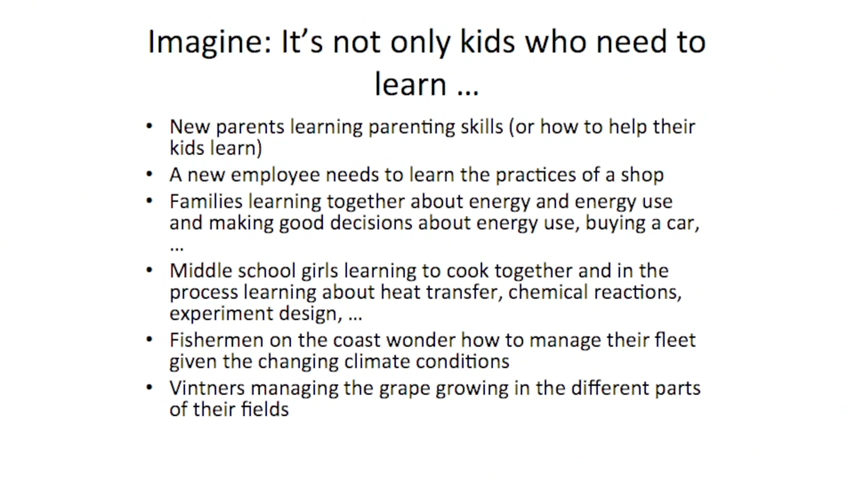 Imagine: It's not only kids who need to
learn …
• New parents learning parenting skills (or how to help their
kids learn)
• A new employee needs to learn the practices of a shop
• Families learning together about energy and energy use
and making good decisions about energy use, buying a car,
…
• Middle school girls learning to cook together and in the
process learning about heat transfer, chemical reactions,
experiment design, …
• Fishermen on the coast wonder how to manage their fleet
given the changing climate conditions
• Vintners managing the grape growing in the different parts
of their fields